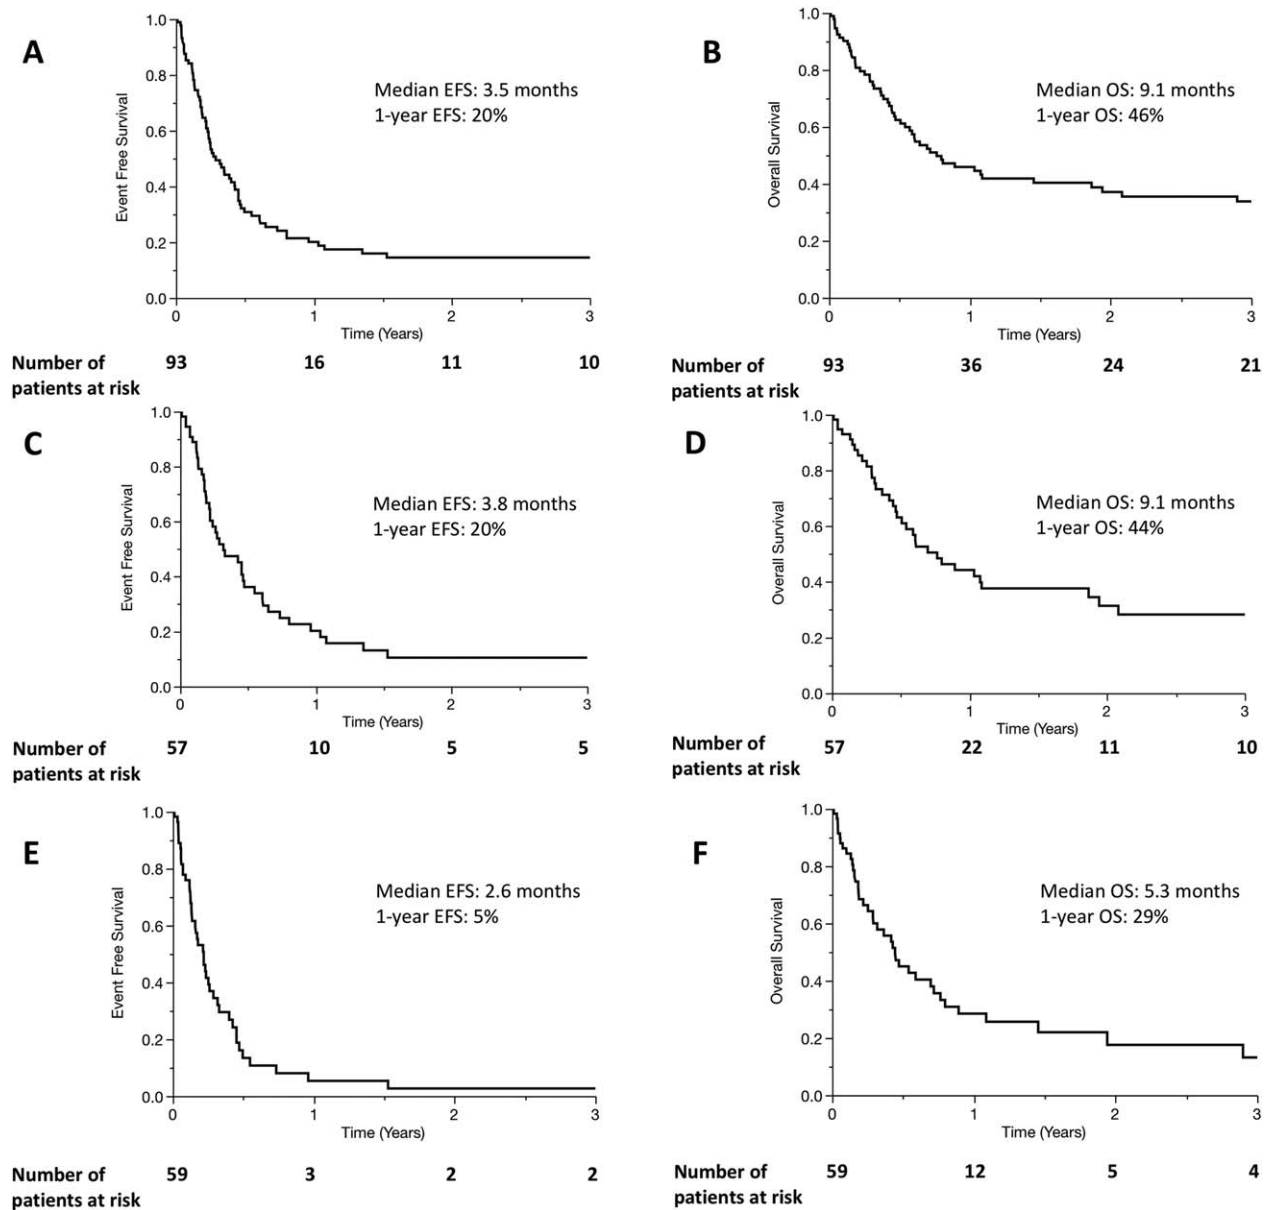 A
Event Free Survival
1.0
0.8
0.6
0.4
0.2
0.0
Median EFS: 3.5 months
1-year EFS: 20%
0 1 2 3
Time (Years)
Number of patients at risk
93 16 11 10
B
Overall Survival
1.0
0.8
0.6
0.4
0.2
0.0
Median OS: 9.1 months
1-year OS: 46%
0 1 2 3
Time (Years)
Number of patients at risk
93 36 24 21
C
Event Free Survival
1.0
0.8
0.6
0.4
0.2
0.0
Median EFS: 3.8 months
1-year EFS: 20%
0 1 2 3
Time (Years)
Number of patients at risk
57 10 5 5
D
Overall Survival
1.0
0.8
0.6
0.4
0.2
0.0
Median OS: 9.1 months
1-year OS: 44%
0 1 2 3
Time (Years)
Number of patients at risk
57 22 11 10
E
Event Free Survival
1.0
0.8
0.6
0.4
0.2
0.0
Median EFS: 2.6 months
1-year EFS: 5%
0 1 2 3
Time (Years)
Number of patients at risk
59 3 2 2
F
Overall Survival
1.0
0.8
0.6
0.4
0.2
0.0
Median OS: 5.3 months
1-year OS: 29%
0 1 2 3
Time (Years)
Number of patients at risk
59 12 5 4